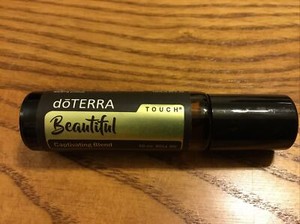 dōTERRA
TOUCH®
Beautiful
Captivating Blend